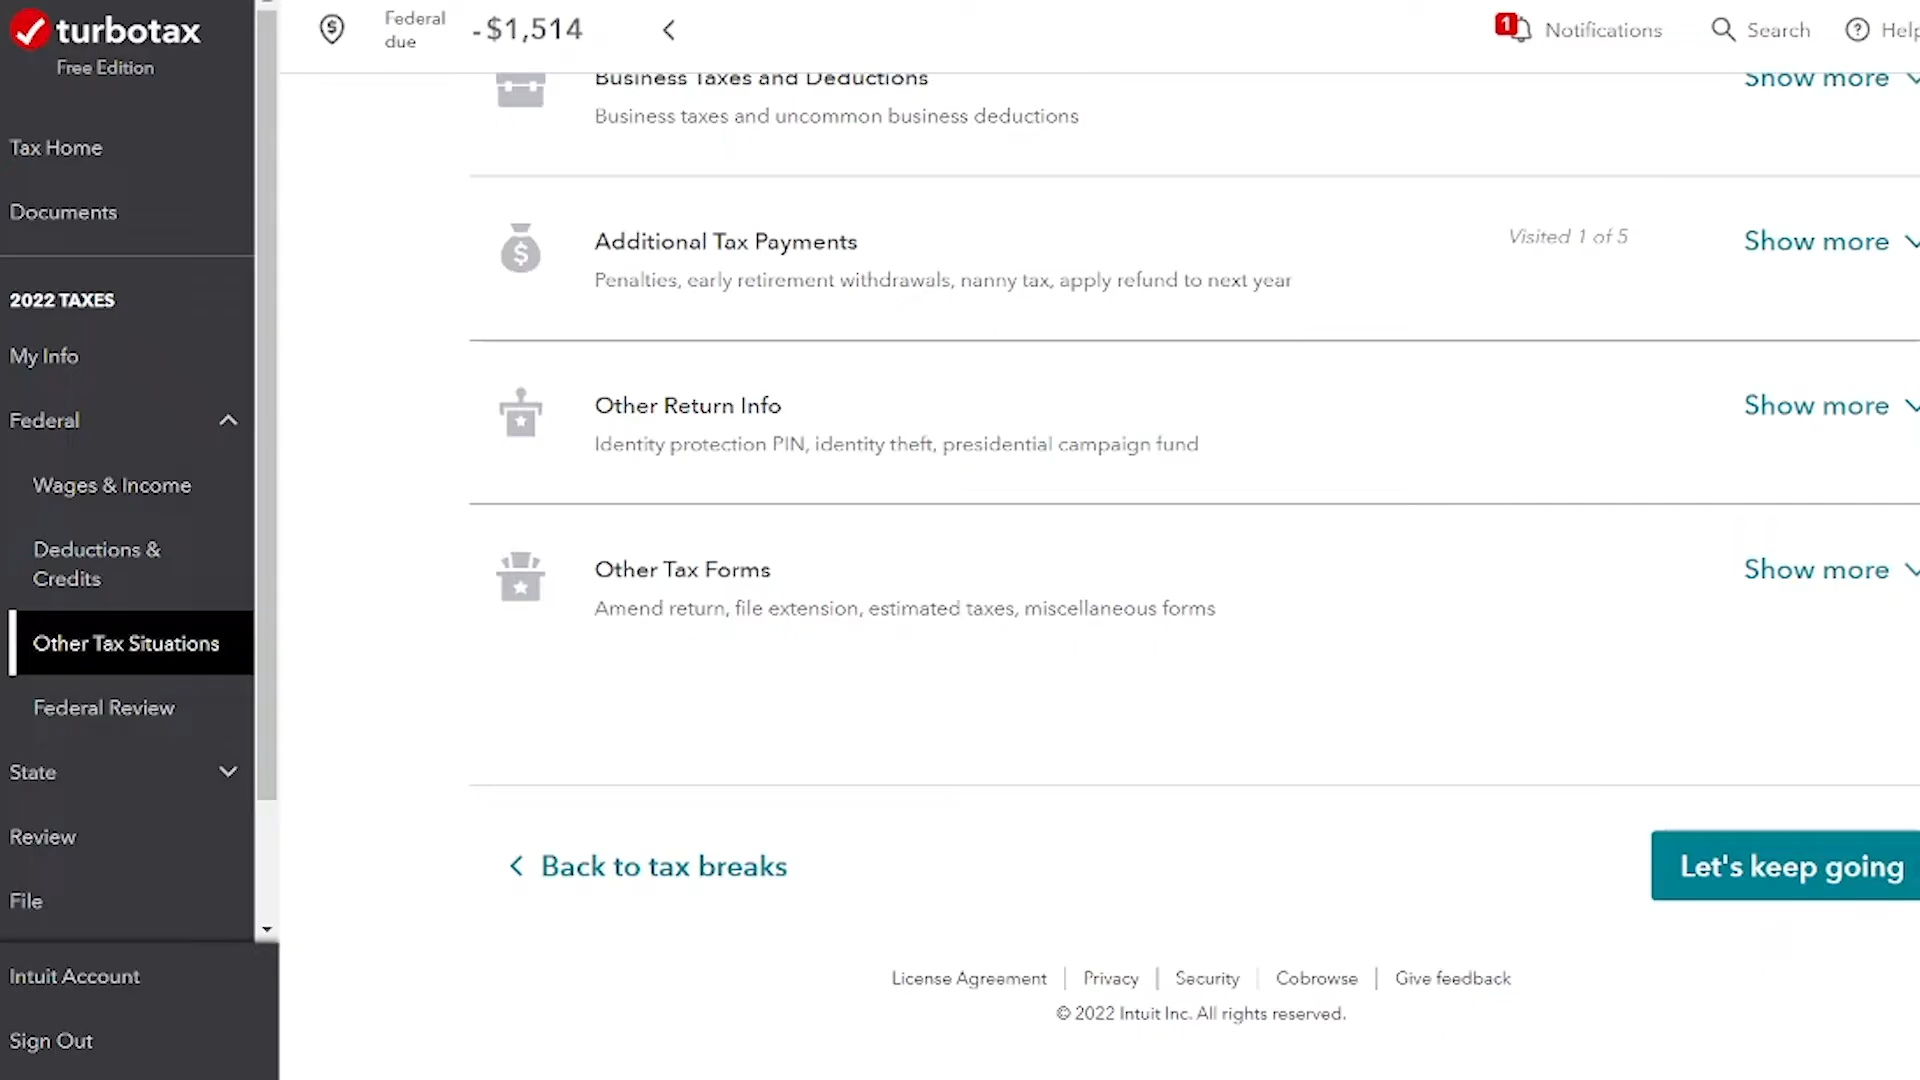 turbotax
Free Edition
Tax Home
Documents
2022 TAXES
My Info
Federal
Wages & Income
Deductions &
Credits
Other Tax Situations
Federal Review
State
Review
File
Intuit Account
Sign Out
Federal
due
-$1,514
1
Notifications
Search
Help
Business Taxes and Deductions
Show more
Business taxes and uncommon business deductions
Additional Tax Payments
Visited 1 of 5
Show more
Penalties, early retirement withdrawals, nanny tax, apply refund to next year
Other Return Info
Show more
Identity protection PIN, identity theft, presidential campaign fund
Other Tax Forms
Show more
Amend return, file extension, estimated taxes, miscellaneous forms
Back to tax breaks
Let's keep going
License Agreement | Privacy | Security | Cobrowse | Give feedback
© 2022 Intuit Inc. All rights reserved.